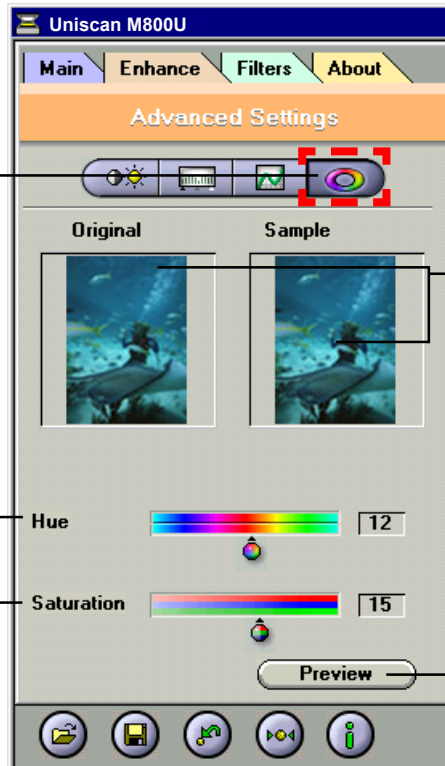 Uniscan M800U
Main Enhance Filters About
Advanced Settings
Original Sample
Hue 12
Saturation 15
Preview